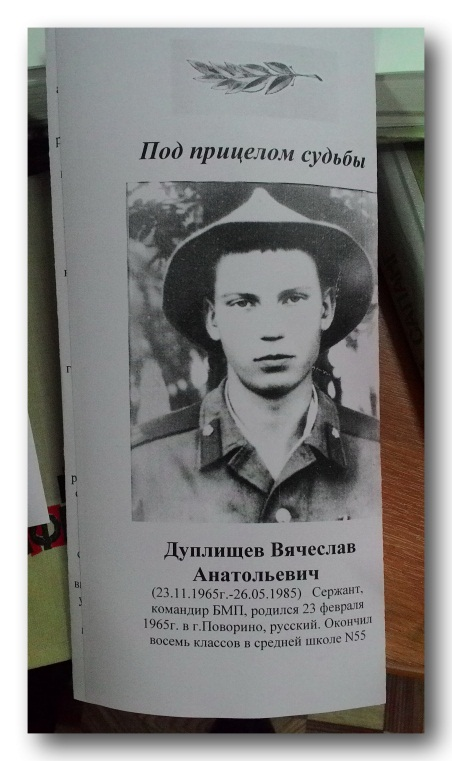 Под прицелом судьбы
Дуплищев Вячеслав
Анатольевич
(23.11.1965г.-26.05.1985) Сержант,
командир БМП, родился 23 февраля
1965г. в г.Поворино, русский. Окончил
восемь классов в средней школе N55